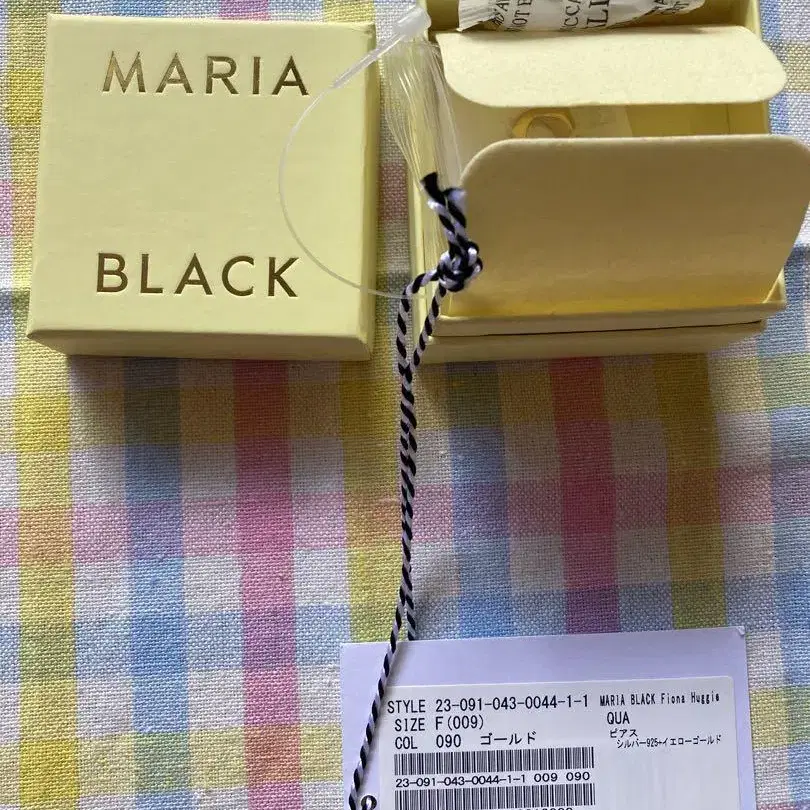 MARIA
BLACK
STYLE 23-091-043-0044-1-1 MARIA BLACK Fiona Huggie
SIZE F(009) QUA
COL 090 ゴールド ピアス
シルバー925+イエローゴールド
23-091-043-0044-1-1 009 090